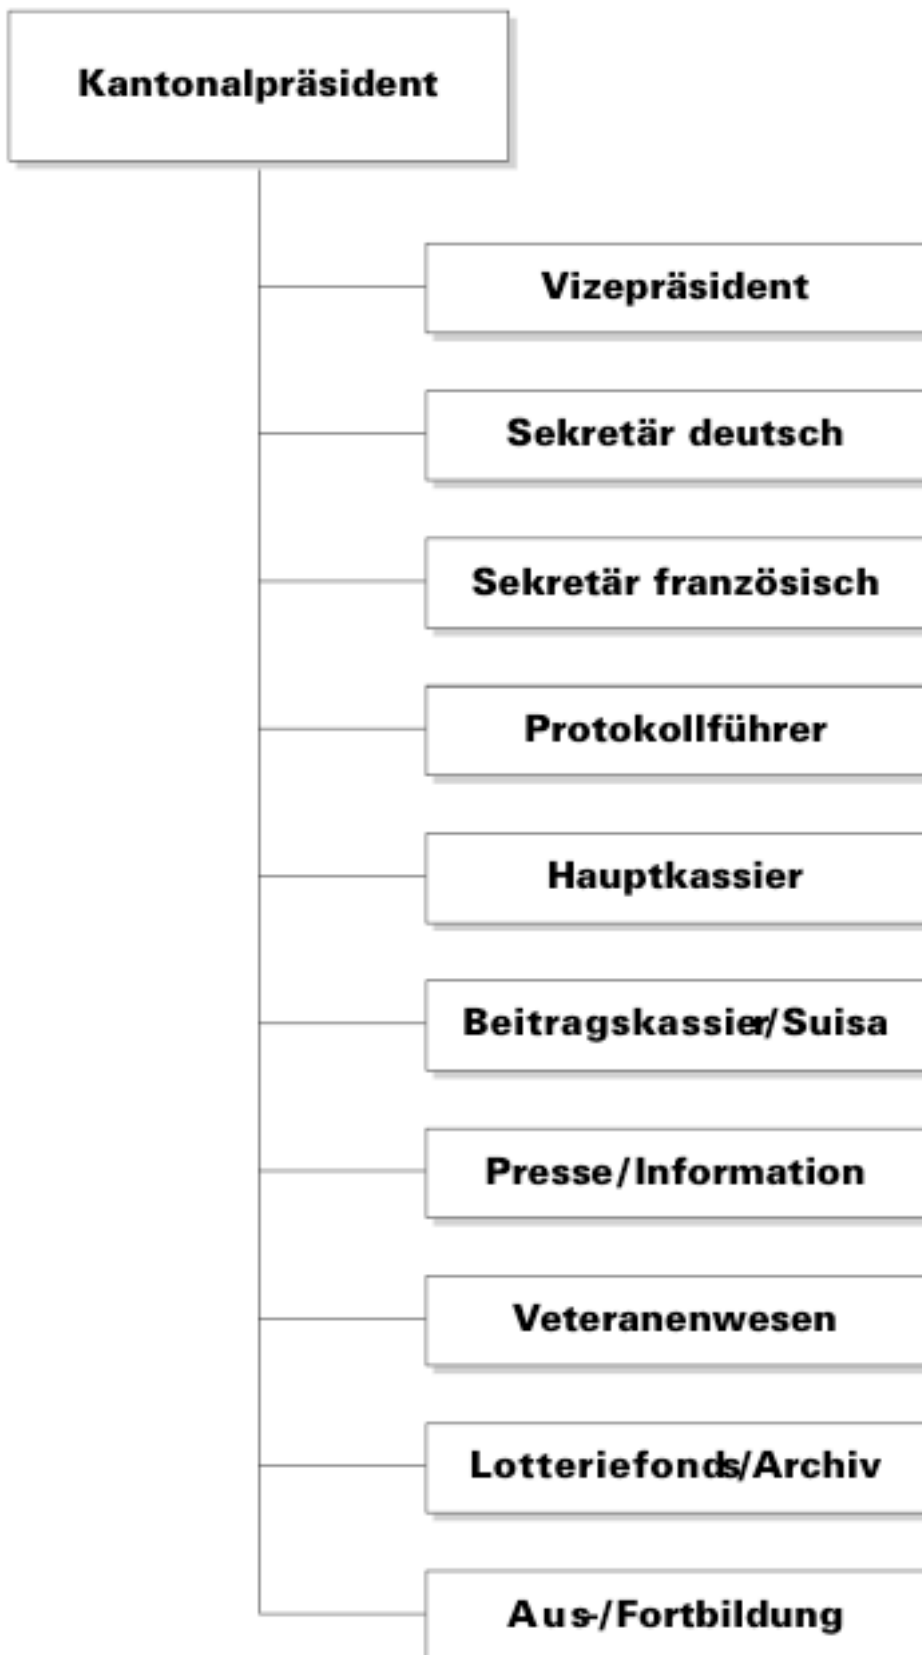 Kantonalpräsident
Vizepräsident
Sekretär deutsch
Sekretär französisch
Protokollführer
Hauptkassier
Beitragskassier/Suisa
Presse/Information
Veteranenwesen
Lotteriefonds/Archiv
Aus-/Fortbildung